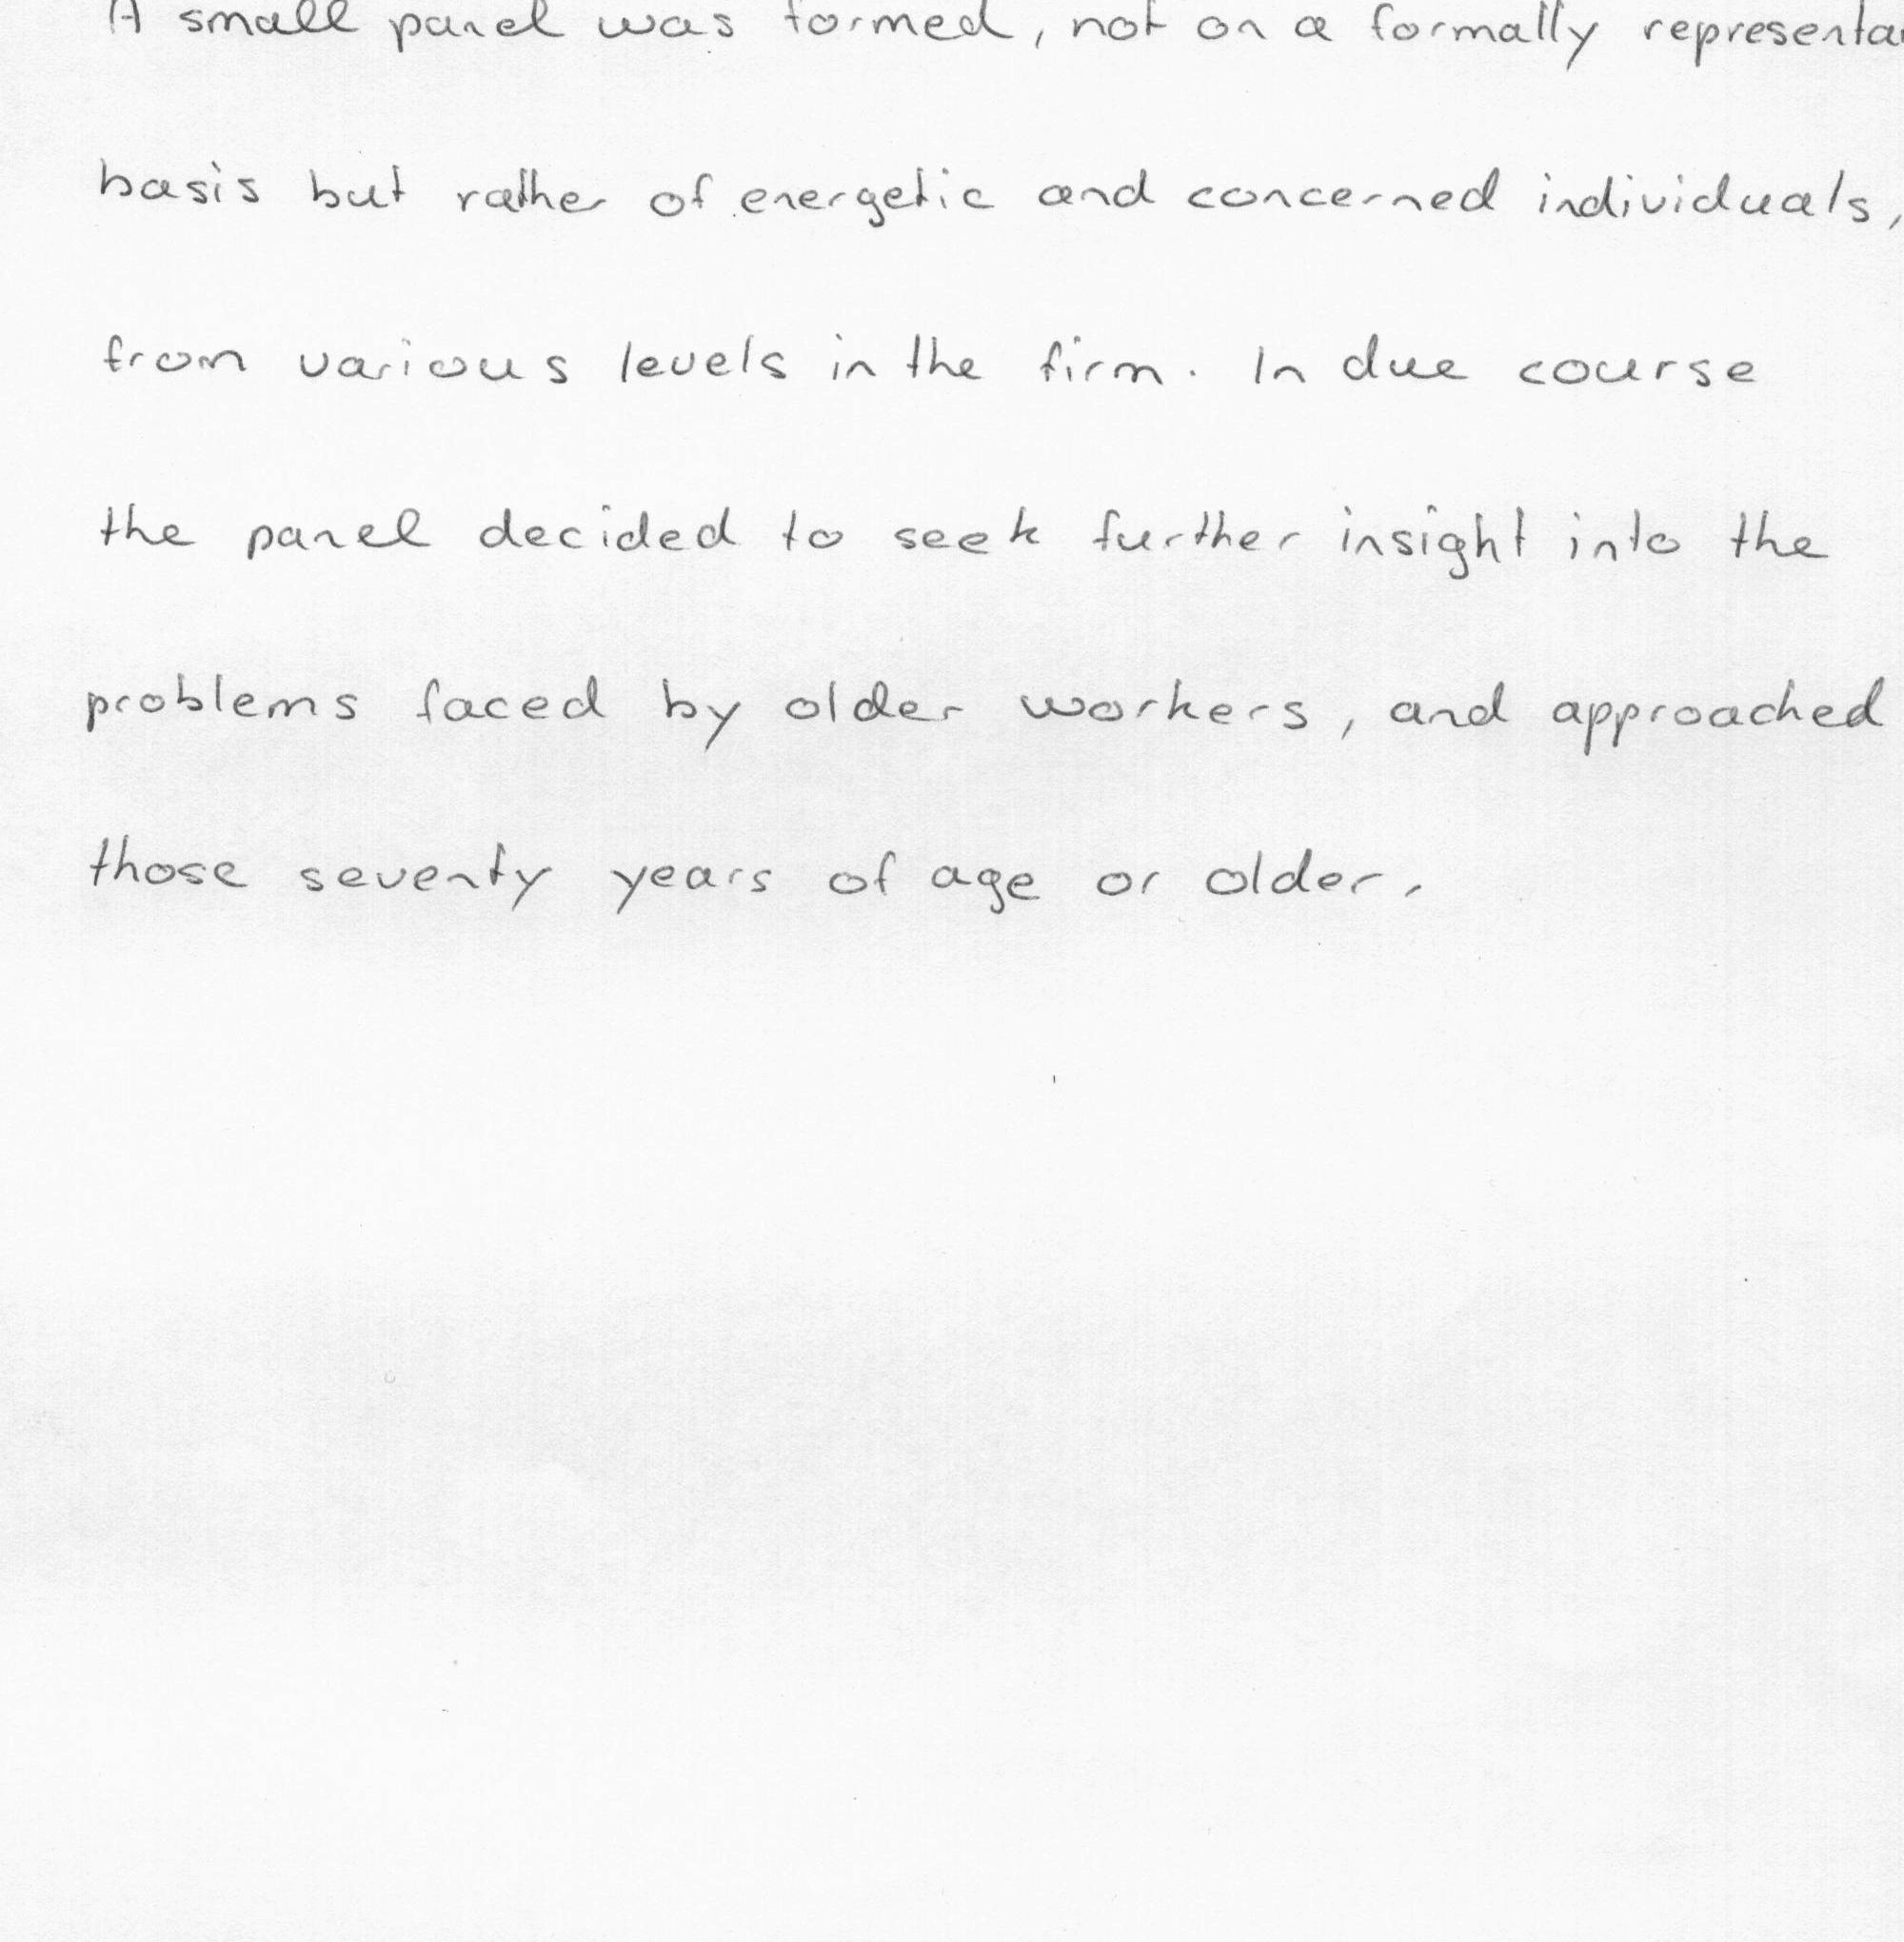 A small panel was formed, not on a formally
basis but rather of energetic and concerned individuals,
from various levels in the firm. In due course
the panel decided to seek further insight into the
problems faced by older workers, and approached
those seventy years of age or older.